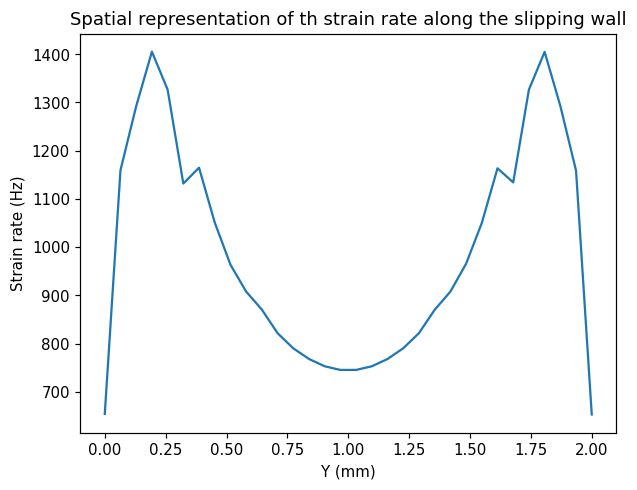 Spatial representation of th strain rate along the slipping wall
1400
1300
1200
1100
1000
900
800
700
Strain rate (Hz)
0.00 0.25 0.50 0.75 1.00 1.25 1.50 1.75 2.00
Y (mm)